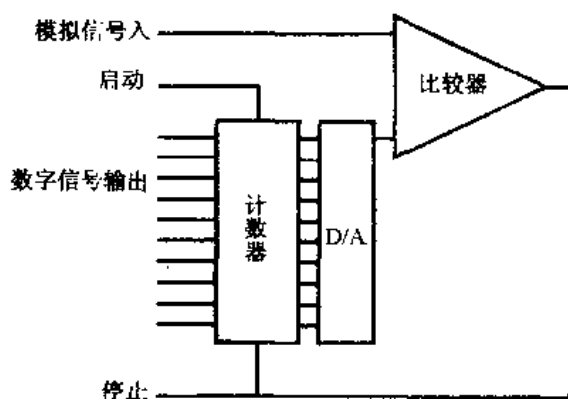 模拟信号入
启动
比较器
数字信号输出
计数器
D/A
停止